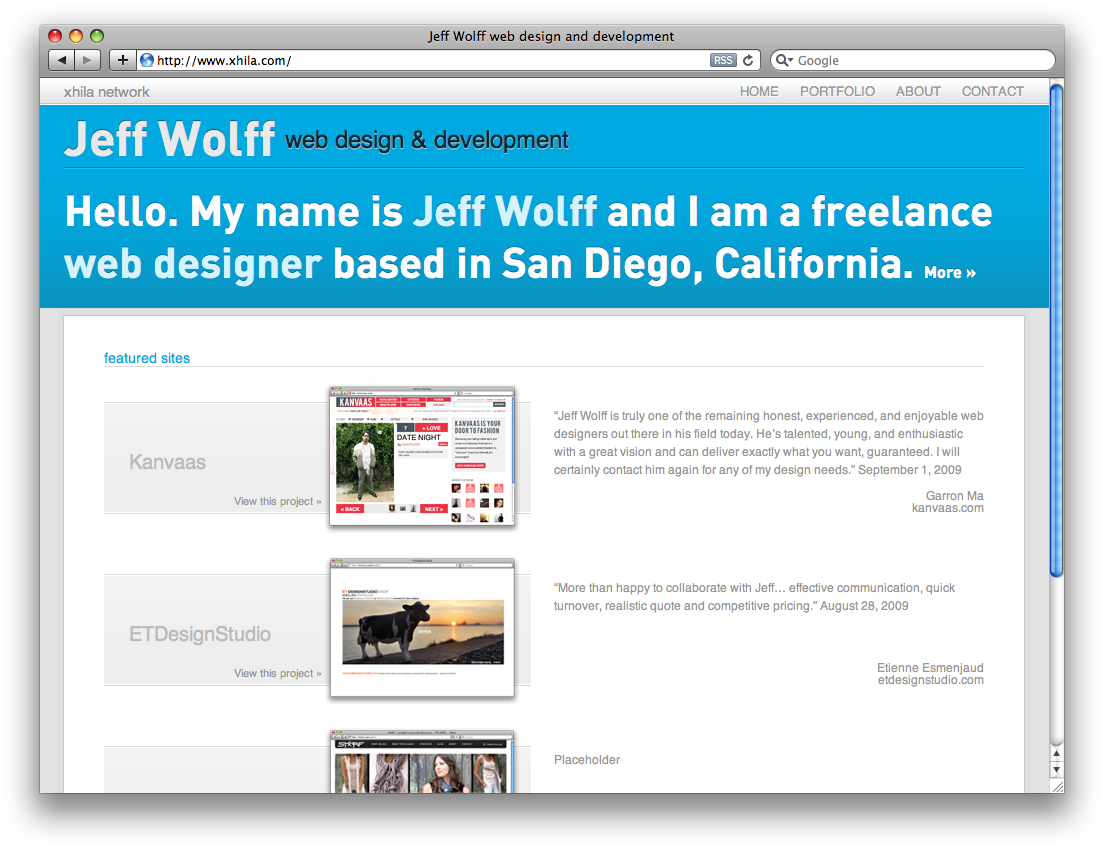 Jeff Wolff web design and development
http://www.xhila.com/
RSS
Google
xhila network
HOME PORTFOLIO ABOUT CONTACT
Jeff Wolff web design & development
Hello. My name is Jeff Wolff and I am a freelance
web designer based in San Diego, California. More »
featured sites
Kanvaas
View this project »
KANVAAS
7 + LOVE
DATE NIGHT
KANVAAS IS YOUR
DOOR TO FASHION
< BACK
NEXT >
“Jeff Wolff is truly one of the remaining honest, experienced, and enjoyable web
designers out there in his field today. He’s talented, young, and enthusiastic
with a great vision and can deliver exactly what you want, guaranteed. I will
certainly contact him again for any of my design needs.” September 1, 2009
Garron Ma
kanvaas.com
ETDesignStudio
View this project »
“More than happy to collaborate with Jeff… effective communication, quick
turnover, realistic quote and competitive pricing.” August 28, 2009
Etienne Esmenjaud
etdesignstudio.com
Placeholder